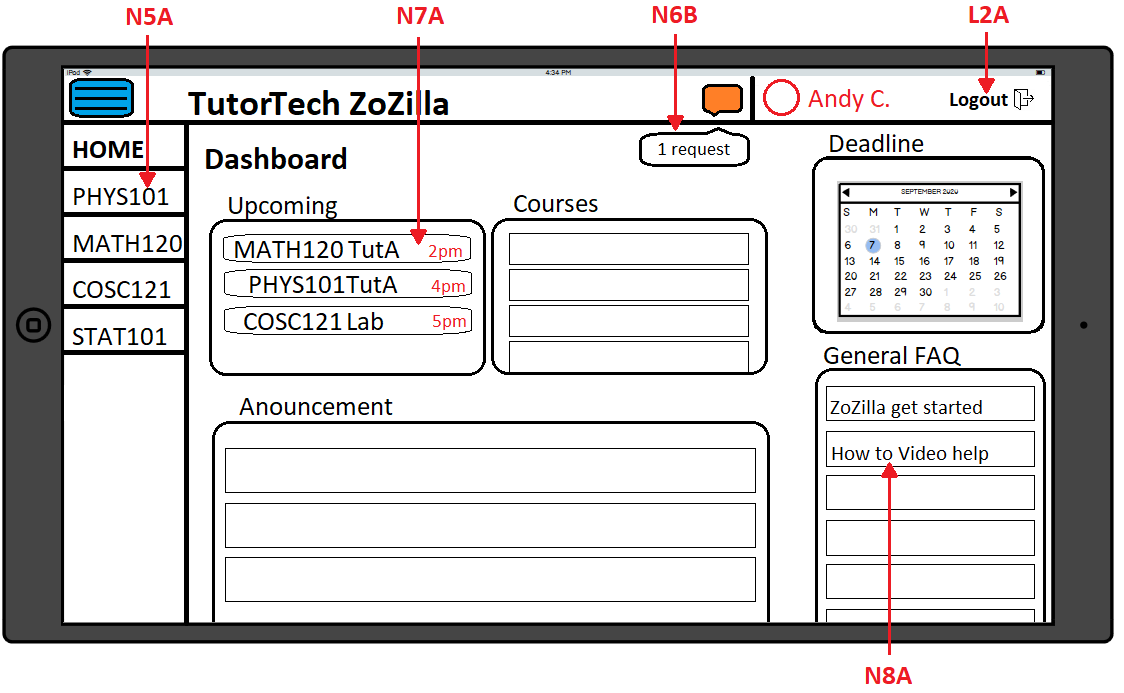 N5A
N7A
N6B
L2A
iPod
4:34 PM
TutorTech ZoZilla
Andy C.
Logout
HOME
PHYS101
MATH120
COSC121
STAT101
Dashboard
1 request
Upcoming
MATH120 TutA 2pm
PHYS101TutA 4pm
COSC121 Lab 5pm
Courses
Deadline
SEPTEMBER 2020
S M T W T F S
30 31 1 2 3 4 5
6 7 8 9 10 11 12
13 14 15 16 17 18 19
20 21 22 23 24 25 26
27 28 29 30 1 2 3
4 5 6 7 8 9 10
Anouncement
General FAQ
ZoZilla get started
How to Video help
N8A